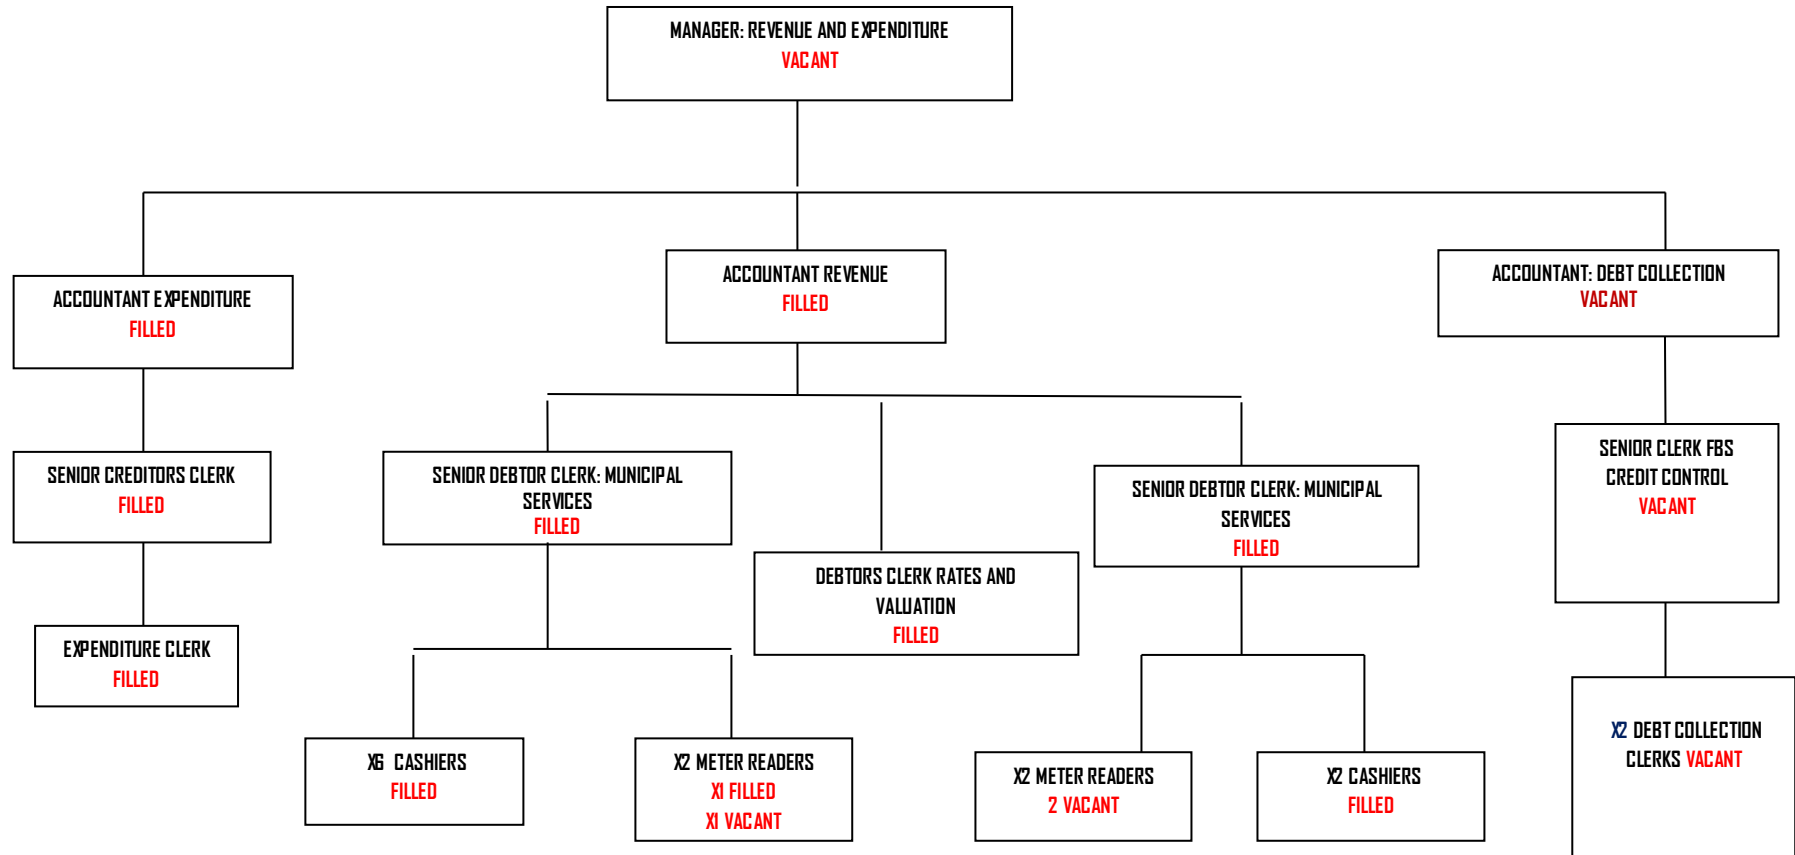 MANAGER: REVENUE AND EXPENDITURE
VACANT
ACCOUNTANT EXPENDITURE
FILLED
ACCOUNTANT REVENUE
FILLED
ACCOUNTANT: DEBT COLLECTION
VACANT
SENIOR CREDITORS CLERK
FILLED
SENIOR DEBTOR CLERK: MUNICIPAL
SERVICES
FILLED
DEBTORS CLERK RATES AND
VALUATION
FILLED
SENIOR DEBTOR CLERK: MUNICIPAL
SERVICES
FILLED
SENIOR CLERK FBS
CREDIT CONTROL
VACANT
EXPENDITURE CLERK
FILLED
X6 CASHIERS
FILLED
X2 METER READERS
X1 FILLED
X1 VACANT
X2 METER READERS
2 VACANT
X2 CASHIERS
FILLED
X2 DEBT COLLECTION
CLERKS VACANT